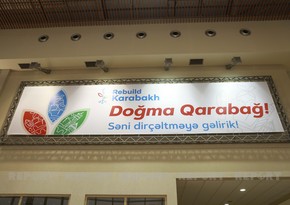 Rebuild
Karabakh
Doğma Qarabağ!
Səni dirçəltməyə gəlirik!